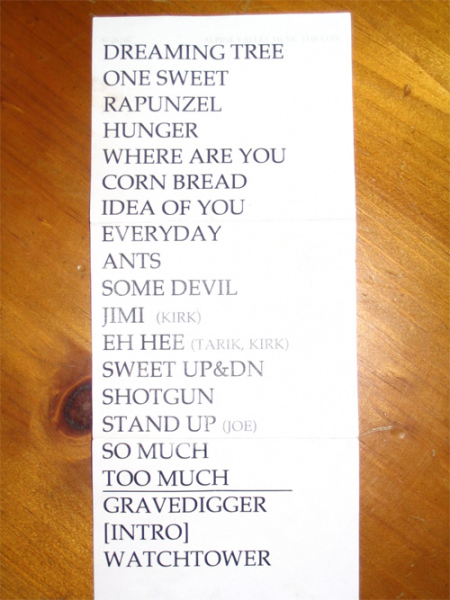 DREAMING TREE
ONE SWEET
RAPUNZEL
HUNGER
WHERE ARE YOU
CORN BREAD
IDEA OF YOU
EVERYDAY
ANTS
SOME DEVIL
JIMI (KIRK)
EH HEE (TARIK, KIRK)
SWEET UP&DN
SHOTGUN
STAND UP (JOE)
SO MUCH
TOO MUCH
GRAVEDIGGER
[INTRO]
WATCHTOWER